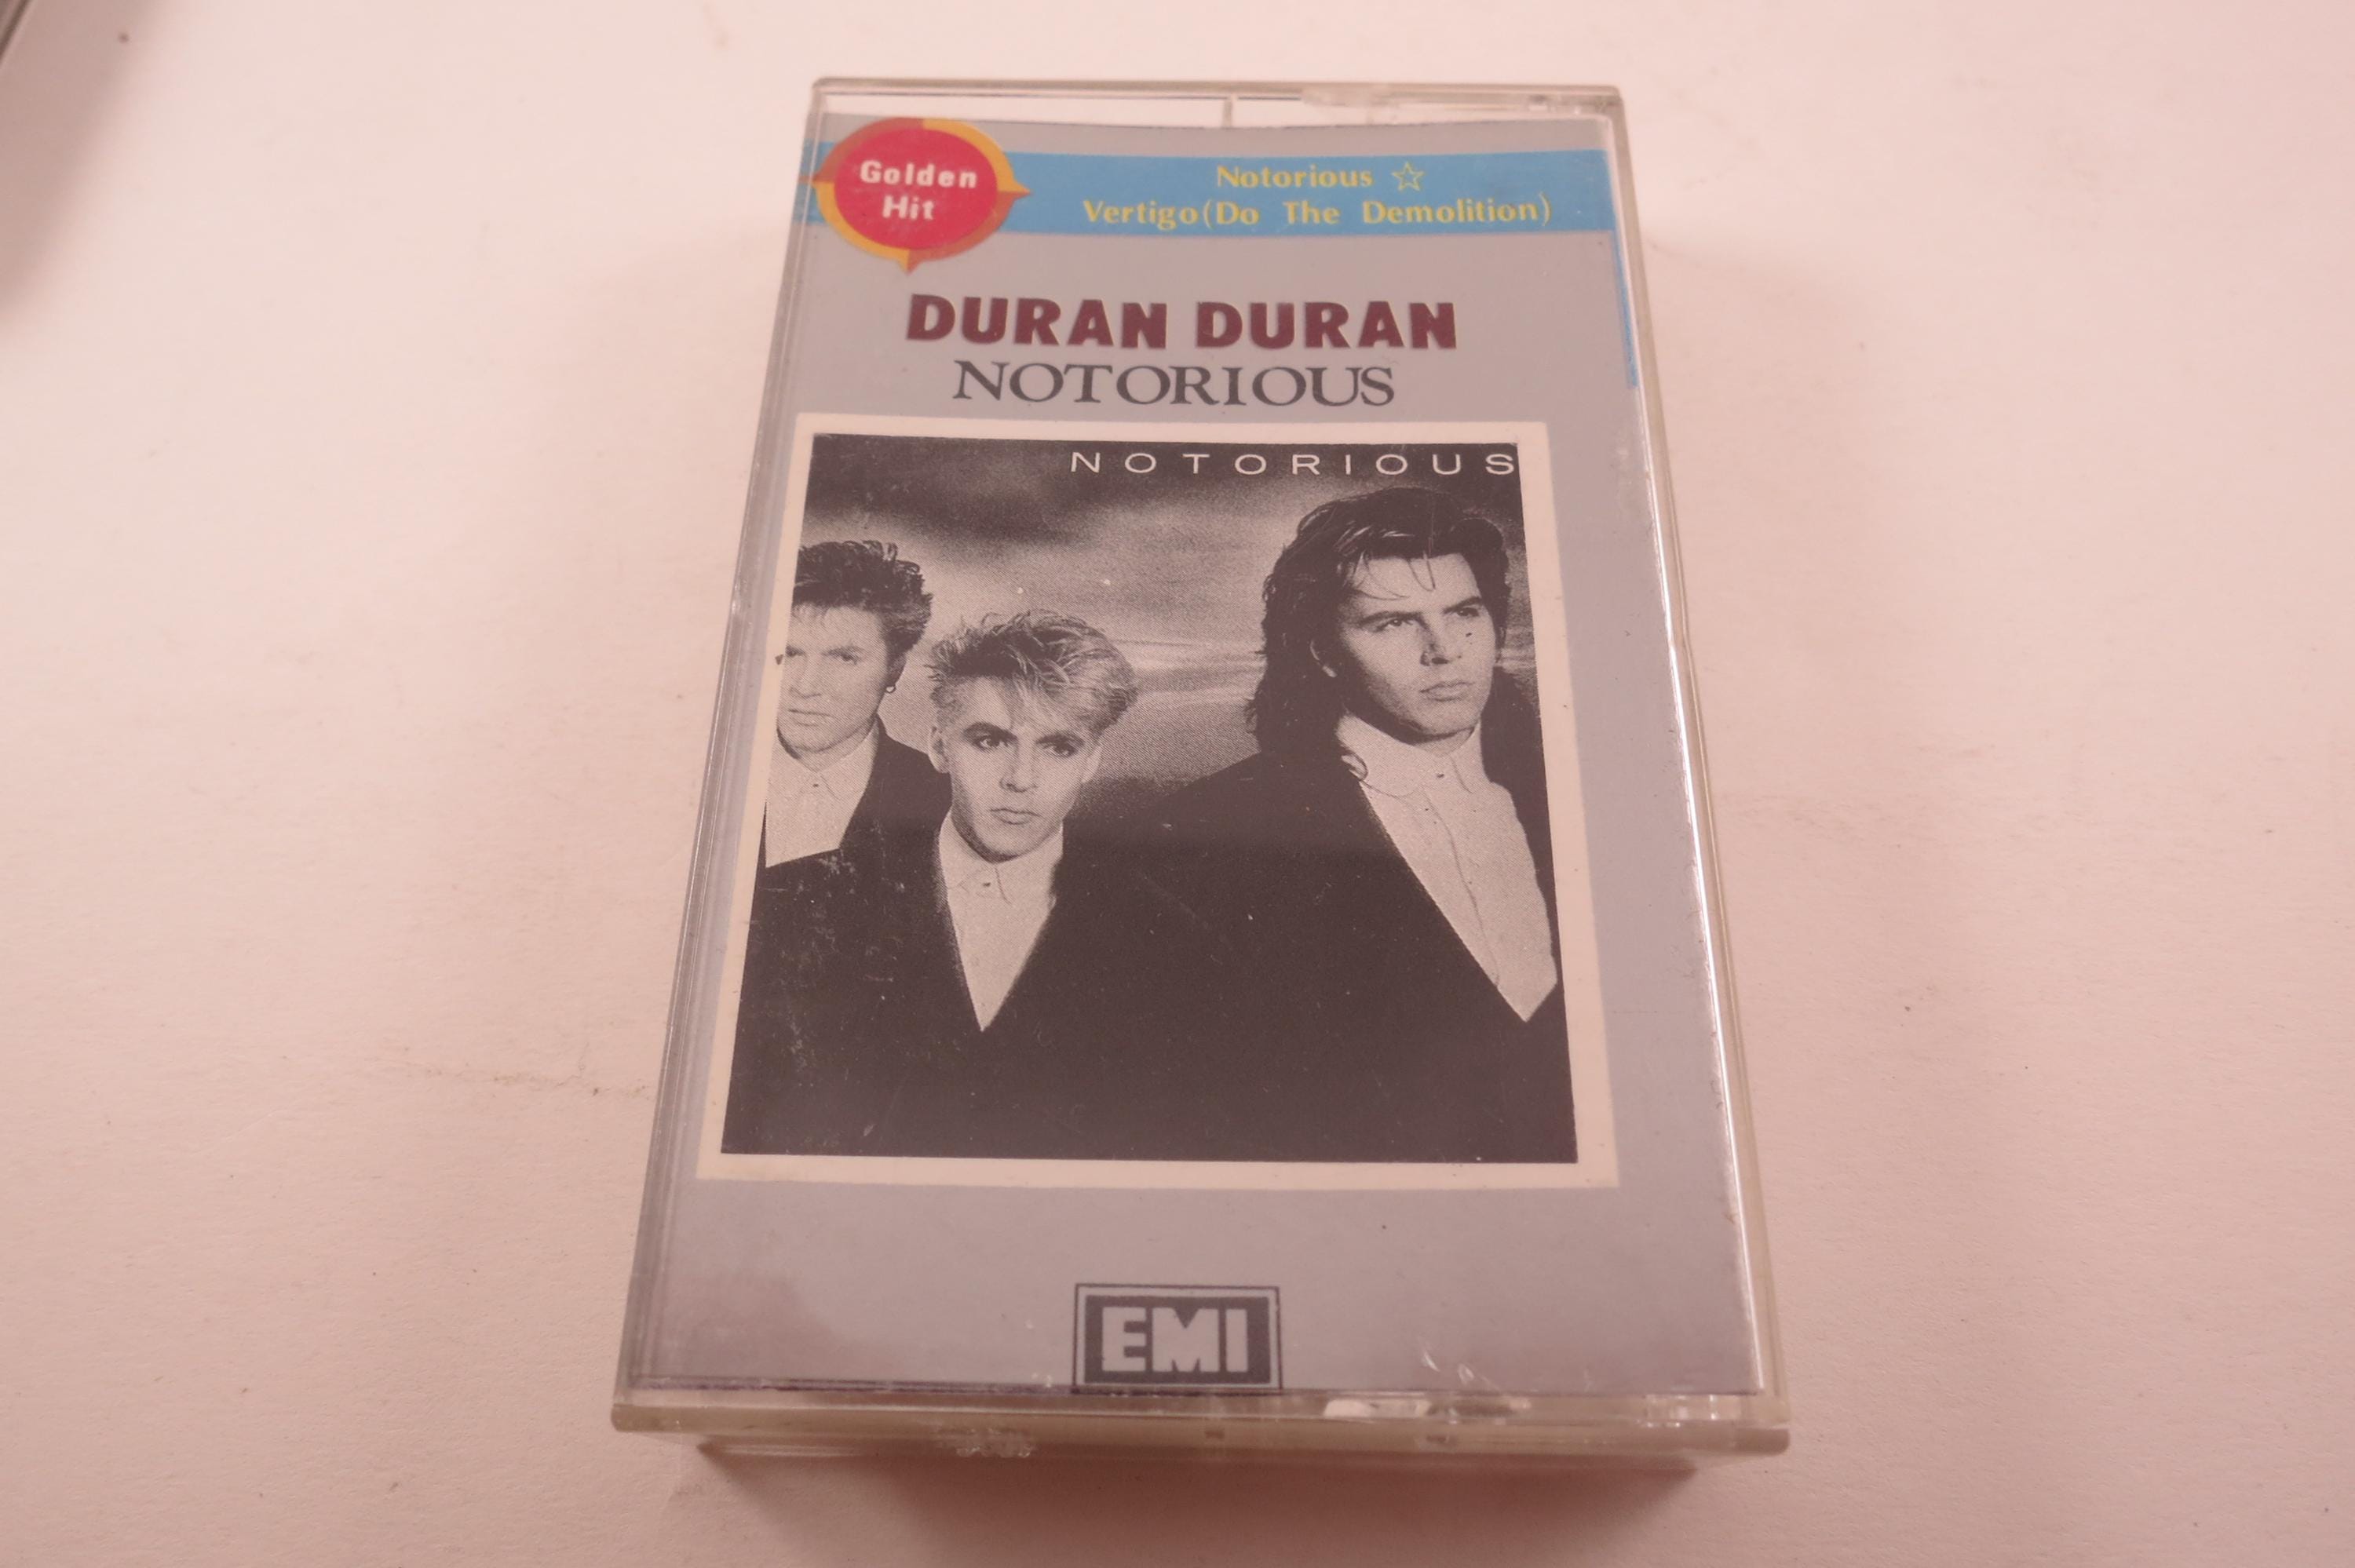 Golden
Hit
Notorious ☆
Vertigo(Do The Demolition)
DURAN DURAN
NOTORIOUS
NOTORIOUS
EMI